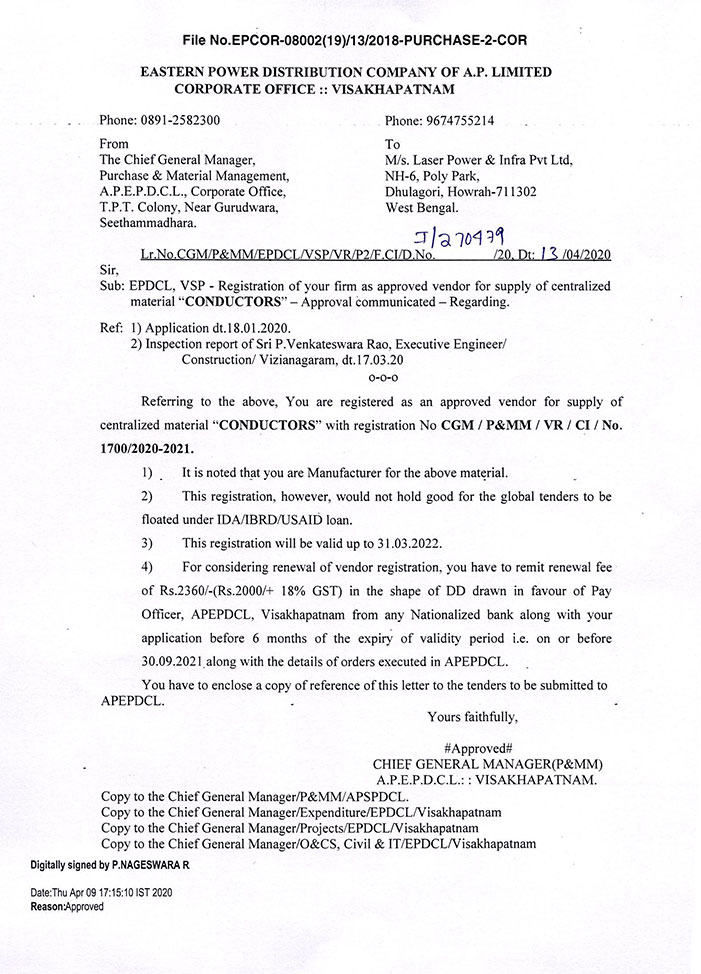 File No.EPCOR-08002(19)/13/2018-PURCHASE-2-COR
EASTERN POWER DISTRIBUTION COMPANY OF A.P. LIMITED
CORPORATE OFFICE :: VISAKHAPATNAM
Phone: 0891-2582300 Phone: 9674755214
From To
The Chief General Manager, M/s. Laser Power & Infra Pvt Ltd,
Purchase & Material Management, NH-6, Poly Park,
A.P.E.P.D.C.L., Corporate Office, Dhulagori, Howrah-711302
T.P.T. Colony, Near Gurudwara, West Bengal.
Seethammadhara.
Lr.No.CGM/P&MM/EPDCL/VSP/VR/P2/F.CI/D.No. I/270479 /20, Dt: 13 /04/2020
Sir,
Sub: EPDCL, VSP - Registration of your firm as approved vendor for supply of centralized
material “CONDUCTORS” – Approval communicated – Regarding.
Ref: 1) Application dt.18.01.2020.
2) Inspection report of Sri P.Venkateswara Rao, Executive Engineer/
Construction/ Vizianagaram, dt.17.03.20
o-o-o
Referring to the above, You are registered as an approved vendor for supply of
centralized material “CONDUCTORS” with registration No CGM / P&MM / VR / CI / No.
1700/2020-2021.
1) It is noted that you are Manufacturer for the above material.
2) This registration, however, would not hold good for the global tenders to be
floated under IDA/IBRD/USAID loan.
3) This registration will be valid up to 31.03.2022.
4) For considering renewal of vendor registration, you have to remit renewal fee
of Rs.2360/-(Rs.2000/+ 18% GST) in the shape of DD drawn in favour of Pay
Officer, APEPDCL, Visakhapatnam from any Nationalized bank along with your
application before 6 months of the expiry of validity period i.e. on or before
30.09.2021 along with the details of orders executed in APEPDCL.
You have to enclose a copy of reference of this letter to the tenders to be submitted to
APEPDCL.
Yours faithfully,
#Approved#
CHIEF GENERAL MANAGER(P&MM)
A.P.E.P.D.C.L.: : VISAKHAPATNAM.
Copy to the Chief General Manager/P&MM/APSPDCL.
Copy to the Chief General Manager/Expenditure/EPDCL/Visakhapatnam
Copy to the Chief General Manager/Projects/EPDCL/Visakhapatnam
Copy to the Chief General Manager/O&CS, Civil & IT/EPDCL/Visakhapatnam
Digitally signed by P.NAGESWARA R
Date:Thu Apr 09 17:15:10 IST 2020
Reason:Approved